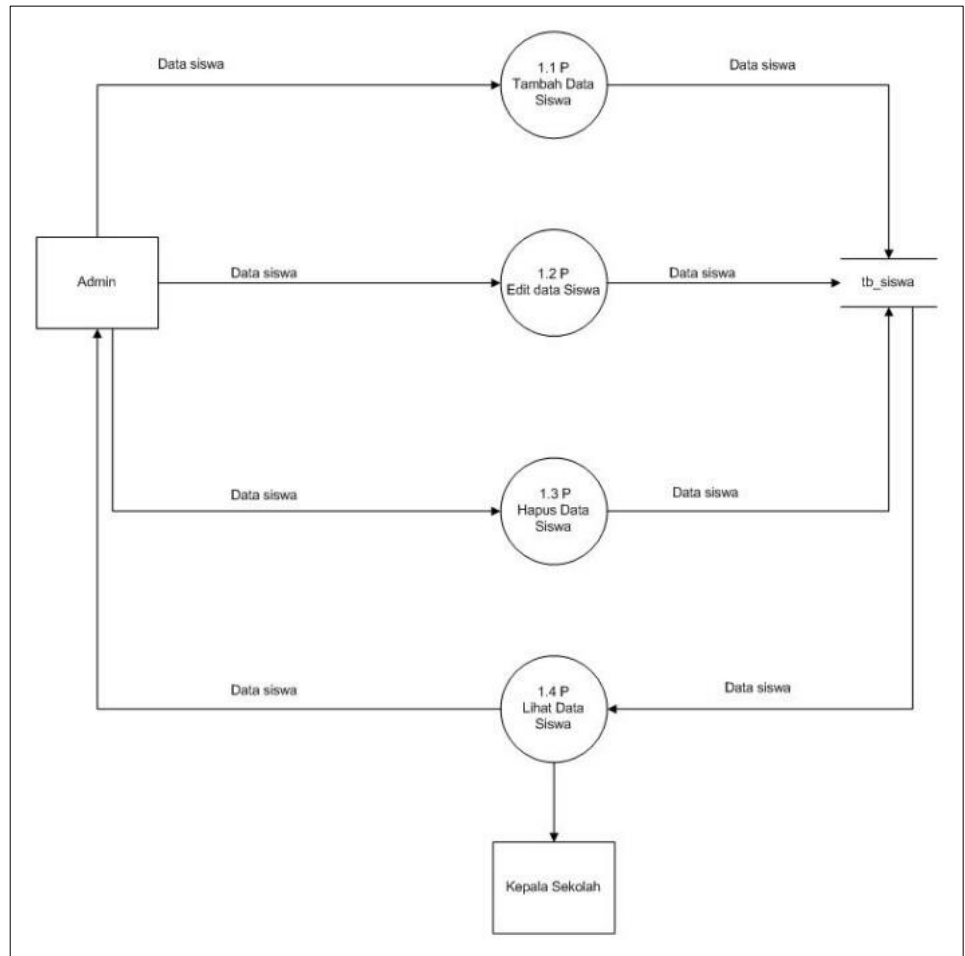 Data siswa
1.1 P
Tambah Data
Siswa
Data siswa
Admin
Data siswa
1.2 P
Edit data Siswa
Data siswa
tb_siswa
Data siswa
1.3 P
Hapus Data
Siswa
Data siswa
Data siswa
1.4 P
Lihat Data
Siswa
Data siswa
Kepala Sekolah